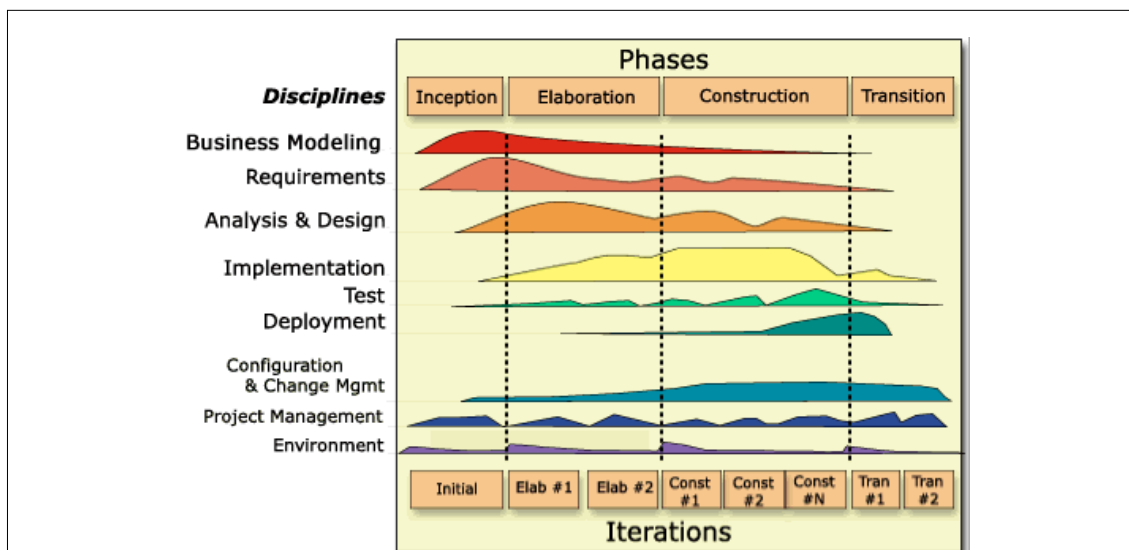 Phases
Disciplines
Inception
Elaboration
Construction
Transition
Business Modeling
Requirements
Analysis & Design
Implementation
Test
Deployment
Configuration
& Change Mgmt
Project Management
Environment
Initial
Elab #1
Elab #2
Const
#1
Const
#2
Const
#N
Tran
#1
Tran
#2
Iterations